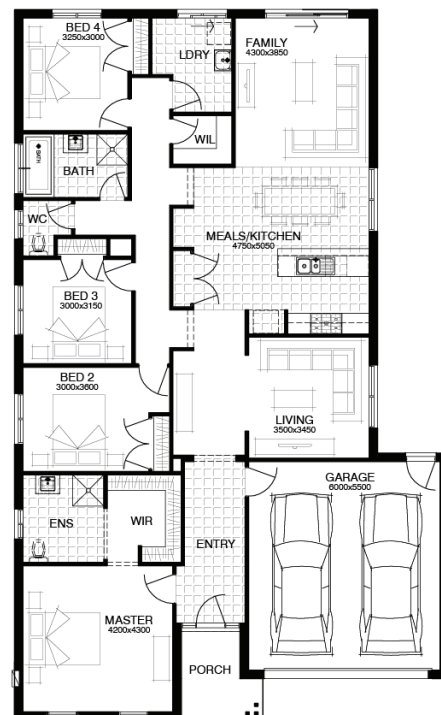 BED 4
3250x3000
LDRY
FAMILY
4300x3850
WIL
BATH
BATH
WC
MEALS/KITCHEN
4750x5050
BED 3
3000x3150
BED 2
3000x3600
LIVING
3500x3450
GARAGE
6000x5500
ENS
WIR
ENTRY
MASTER
4200x4300
PORCH